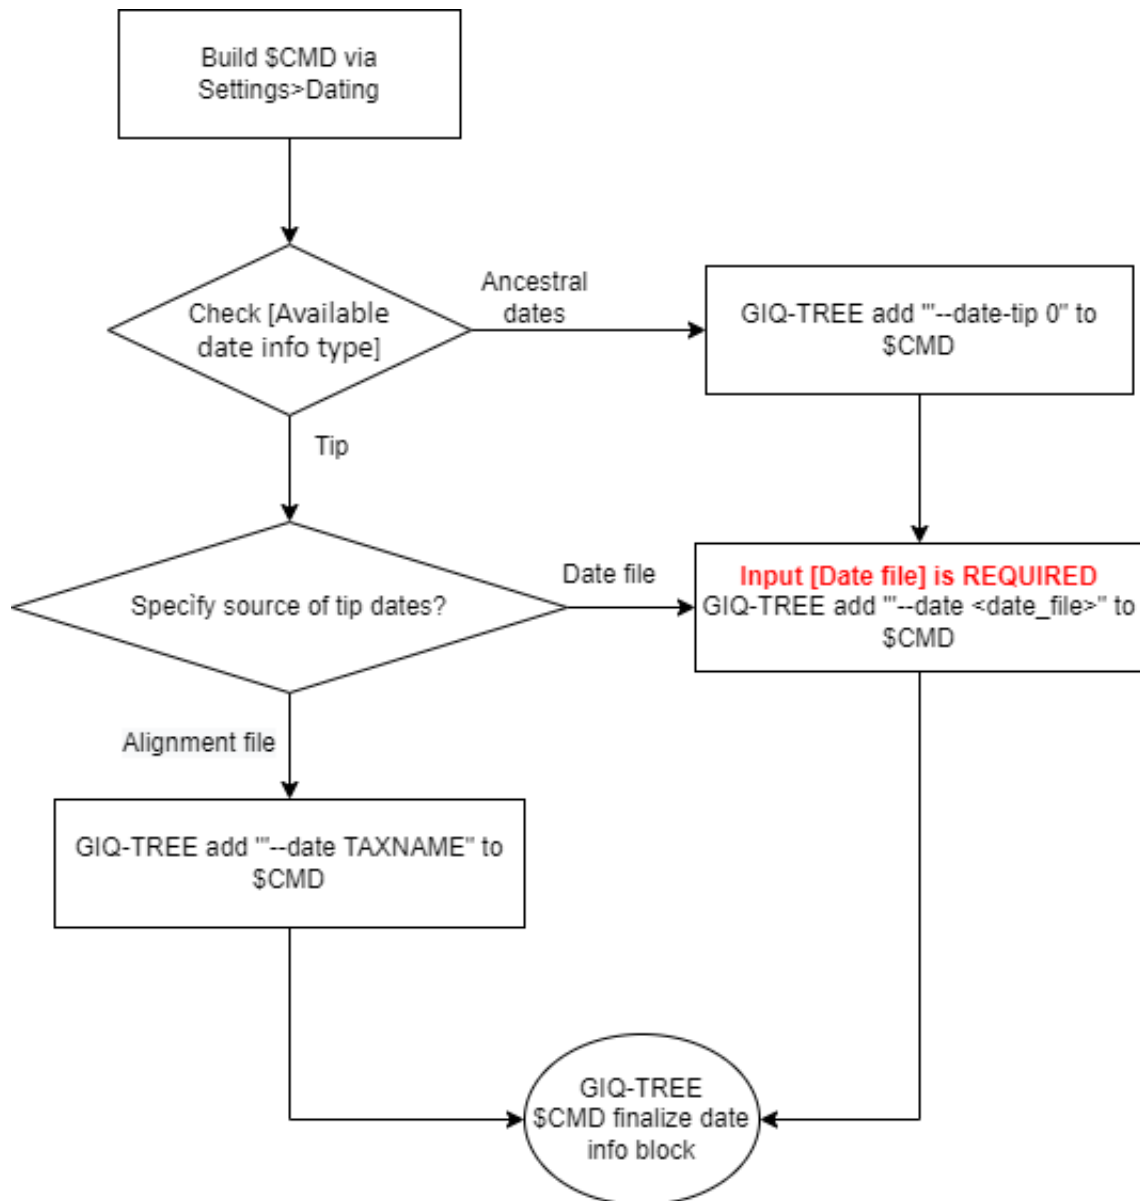 Build $CMD via
Settings>Dating
Ancestral
dates
Check [Available
date info type]
GIQ-TREE add "'--date-tip 0" to
$CMD
Tip
Specify source of tip dates?
Date file
Input [Date file] is REQUIRED
GIQ-TREE add "'--date <date_file>" to
$CMD
Alignment file
GIQ-TREE add "'--date TAXNAME" to
$CMD
GIQ-TREE
$CMD finalize date
info block